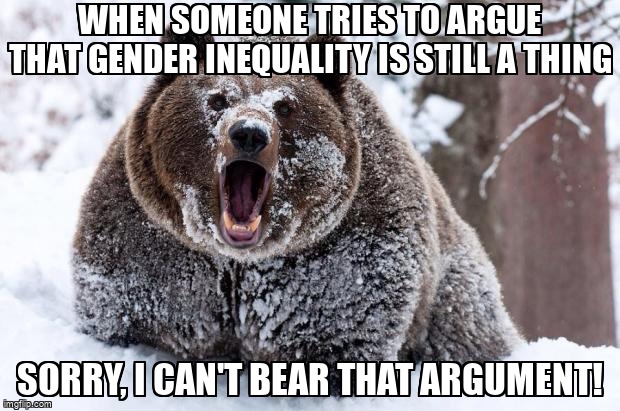 WHEN SOMEONE TRIES TO ARGUE
THAT GENDER INEQUALITY IS STILL A THING
SORRY, I CAN'T BEAR THAT ARGUMENT!
imgflip.com